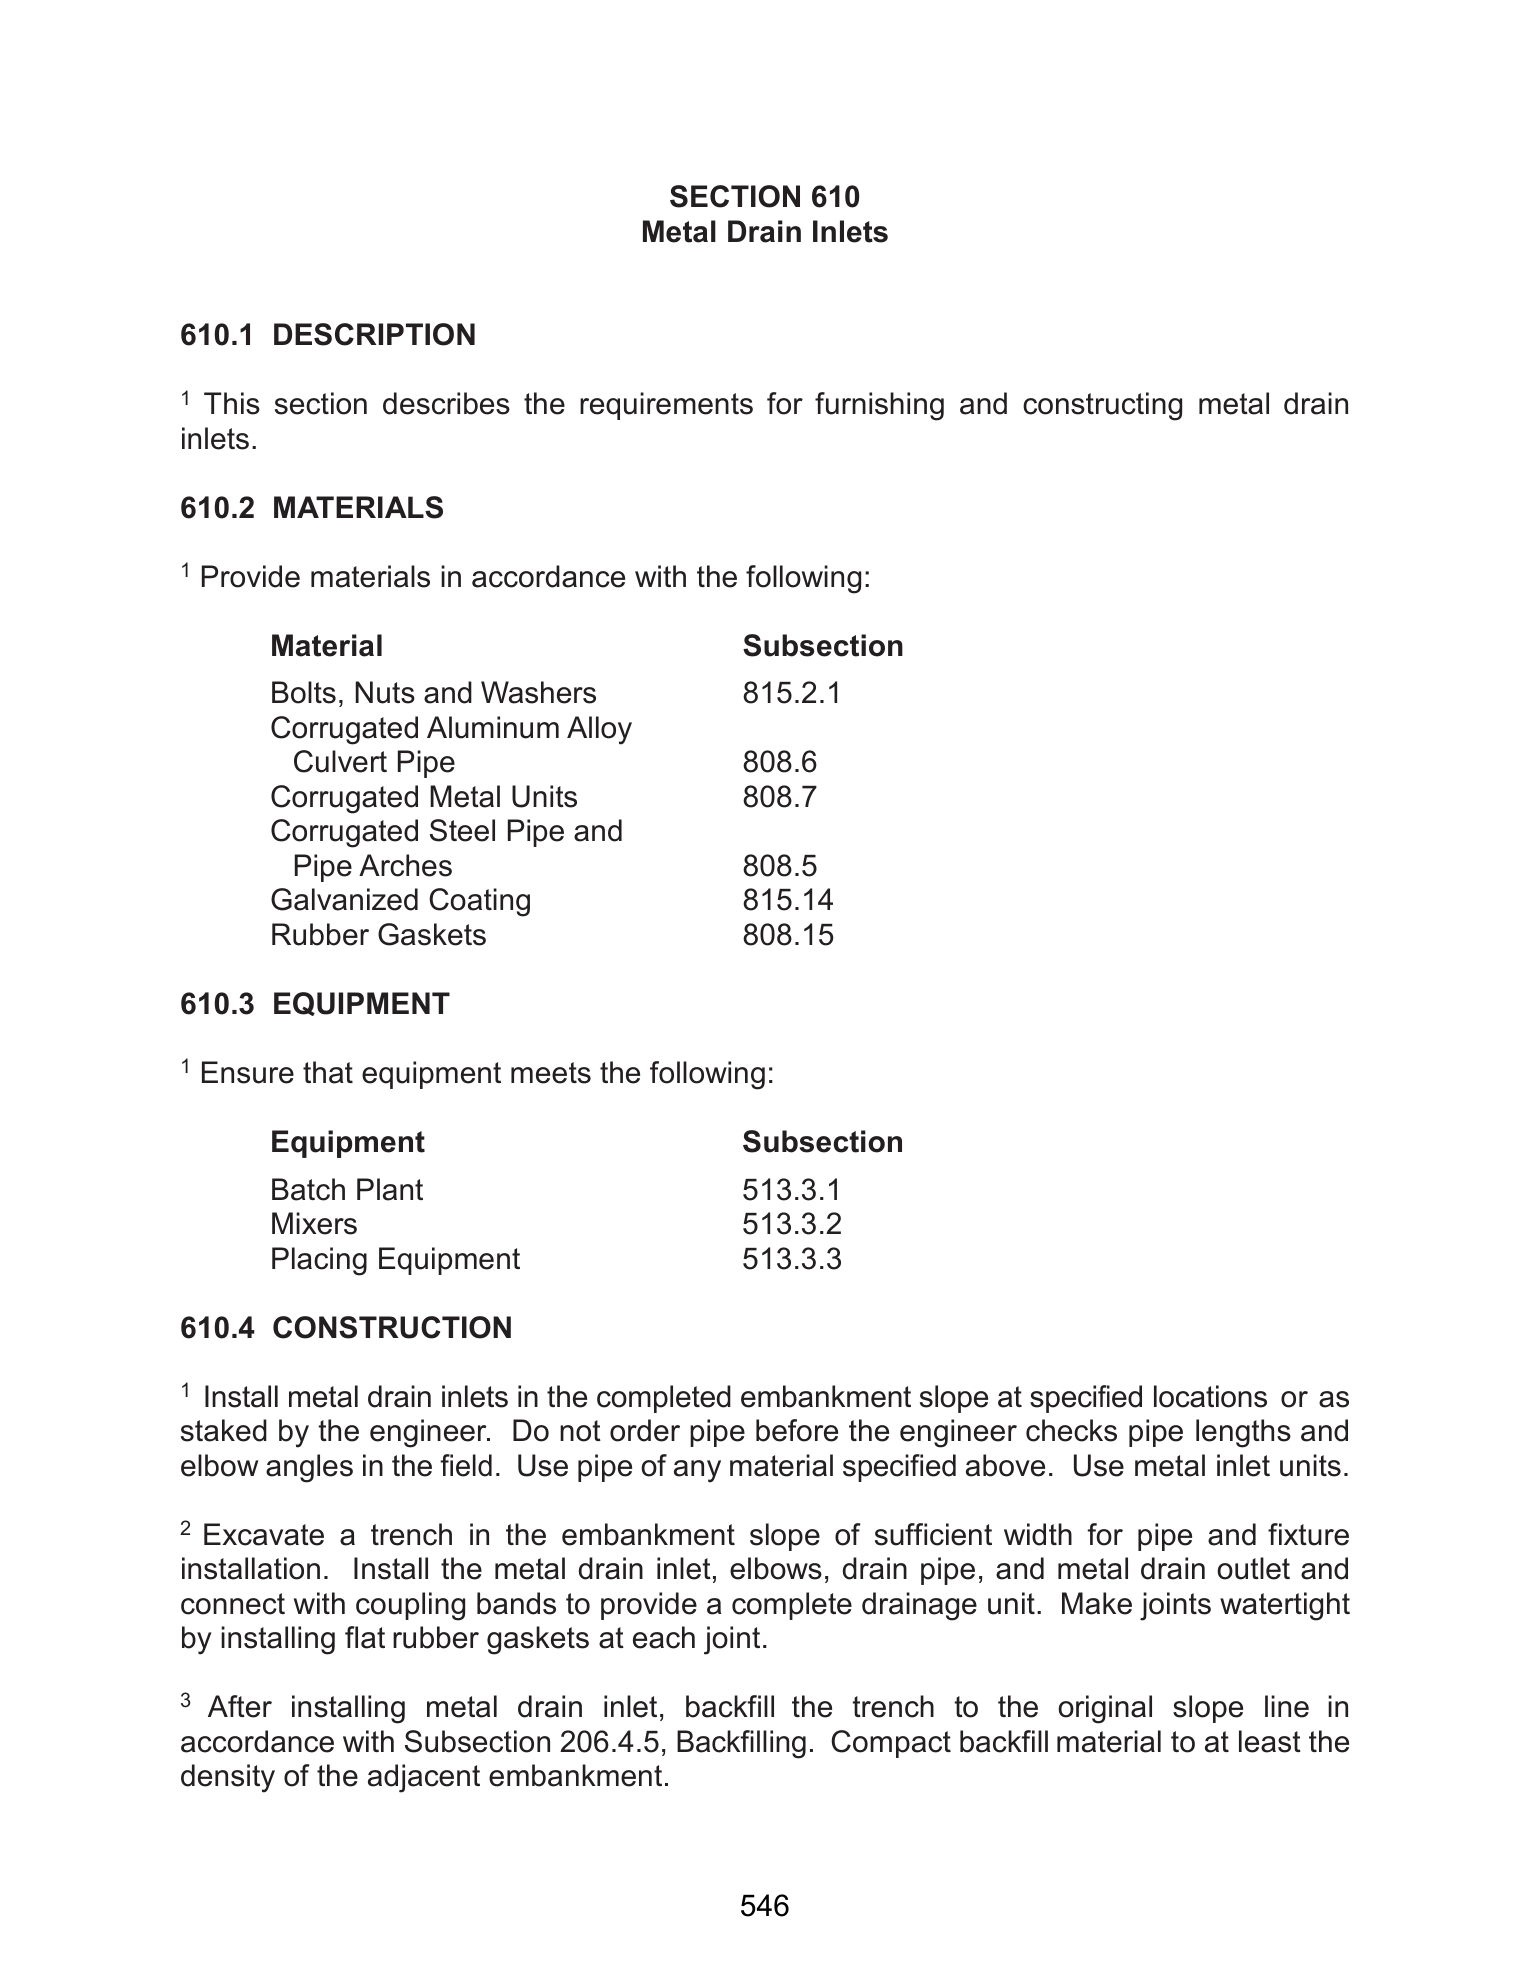 SECTION 610
Metal Drain Inlets
610.1 DESCRIPTION
1 This section describes the requirements for furnishing and constructing metal drain
inlets.
610.2 MATERIALS
1 Provide materials in accordance with the following:
Material Subsection
Bolts, Nuts and Washers 815.2.1
Corrugated Aluminum Alloy
Culvert Pipe 808.6
Corrugated Metal Units 808.7
Corrugated Steel Pipe and
Pipe Arches 808.5
Galvanized Coating 815.14
Rubber Gaskets 808.15
610.3 EQUIPMENT
1 Ensure that equipment meets the following:
Equipment Subsection
Batch Plant 513.3.1
Mixers 513.3.2
Placing Equipment 513.3.3
610.4 CONSTRUCTION
1 Install metal drain inlets in the completed embankment slope at specified locations or as
staked by the engineer. Do not order pipe before the engineer checks pipe lengths and
elbow angles in the field. Use pipe of any material specified above. Use metal inlet units.
2 Excavate a trench in the embankment slope of sufficient width for pipe and fixture
installation. Install the metal drain inlet, elbows, drain pipe, and metal drain outlet and
connect with coupling bands to provide a complete drainage unit. Make joints watertight
by installing flat rubber gaskets at each joint.
3 After installing metal drain inlet, backfill the trench to the original slope line in
accordance with Subsection 206.4.5, Backfilling. Compact backfill material to at least the
density of the adjacent embankment.
546